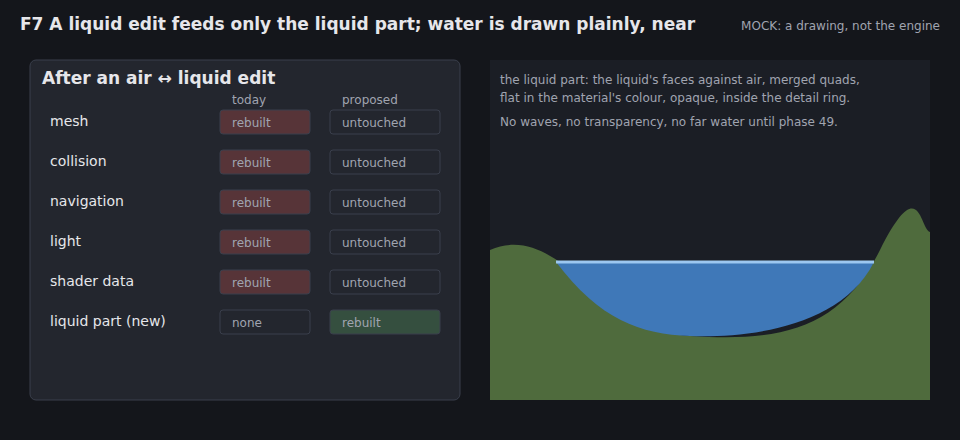 F7 A liquid edit feeds only the liquid part; water is drawn plainly, near
MOCK: a drawing, not the engine
After an air ↔ liquid edit
today proposed
mesh rebuilt untouched
collision rebuilt untouched
navigation rebuilt untouched
light rebuilt untouched
shader data rebuilt untouched
liquid part (new) none rebuilt
the liquid part: the liquid's faces against air, merged quads,
flat in the material's colour, opaque, inside the detail ring.
No waves, no transparency, no far water until phase 49.